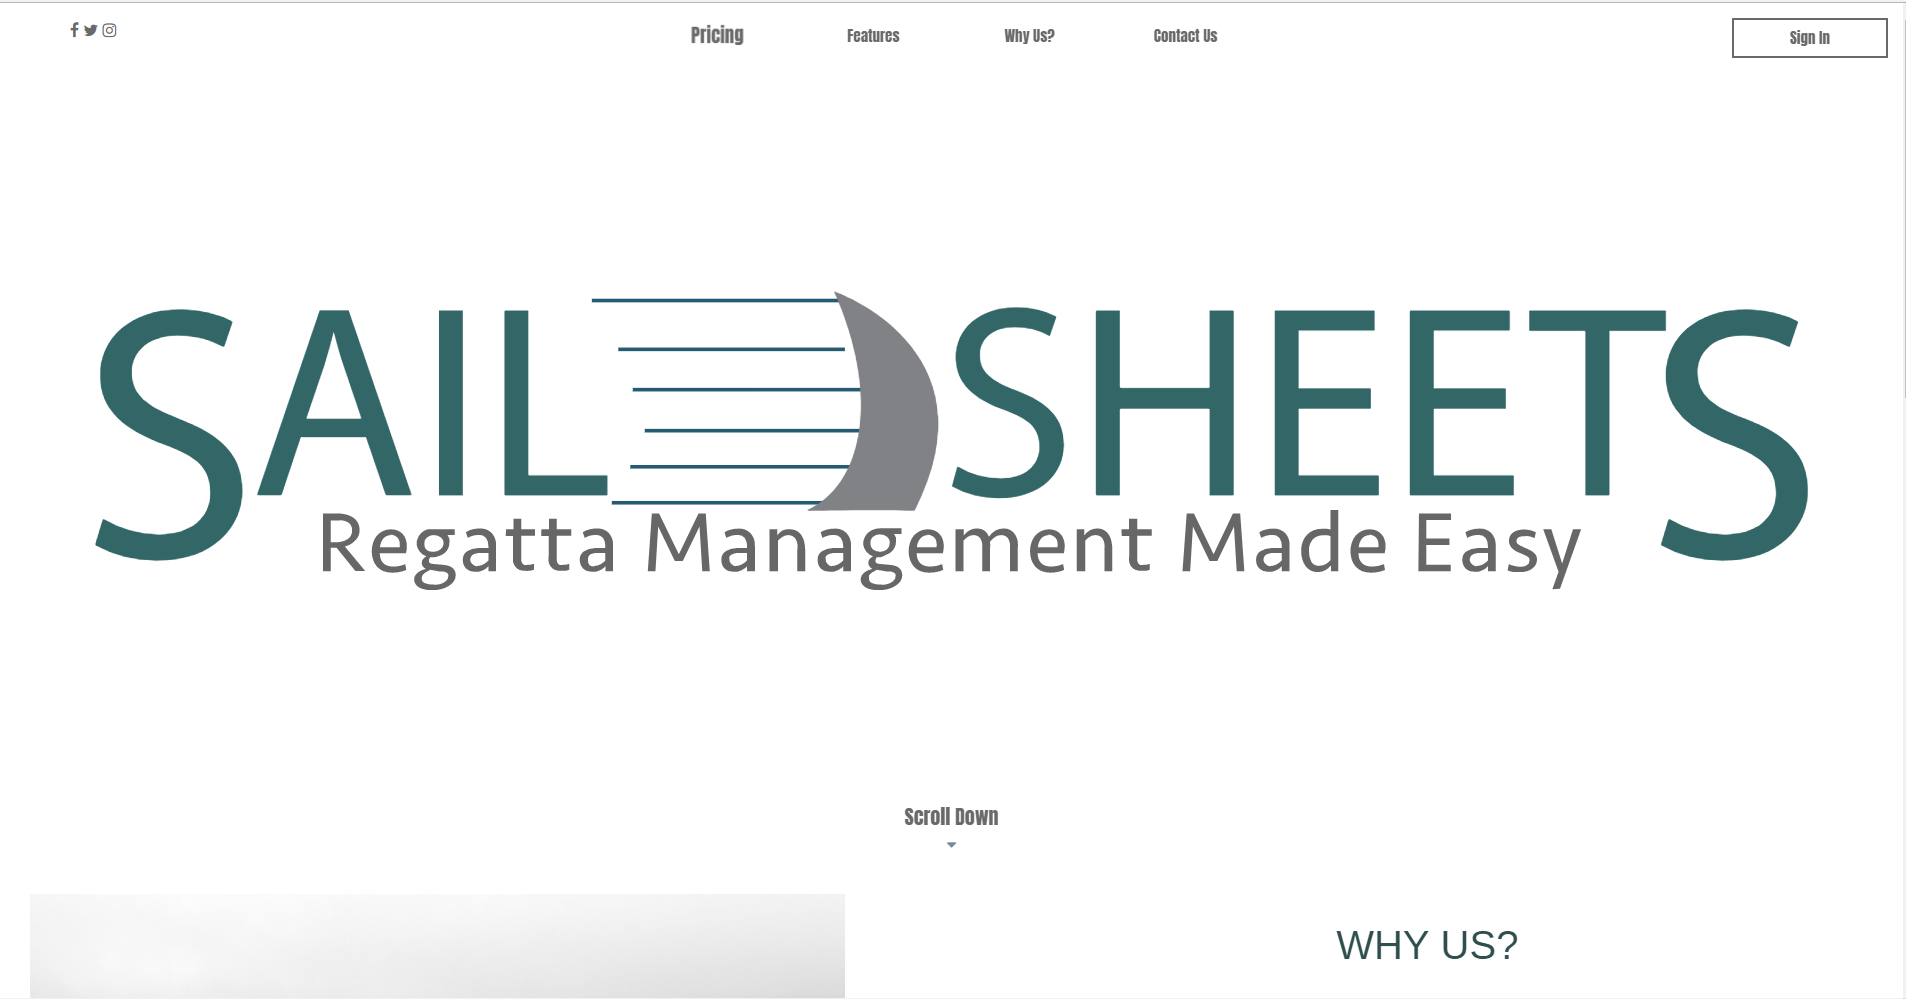 Pricing Features Why Us? Contact Us Sign In
SAIL SHEETS
Regatta Management Made Easy
Scroll Down
WHY US?